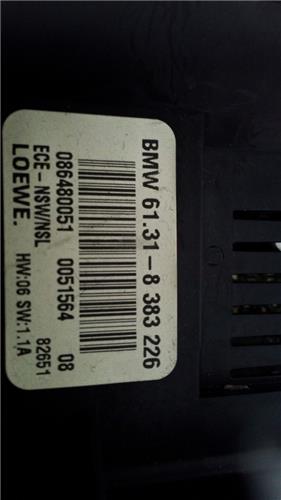 BMW 61.31-8 383 226
086480051 0051564 08
ECE-NSW/NSL 82651
LOEWE. HW:06 SW:1.1A